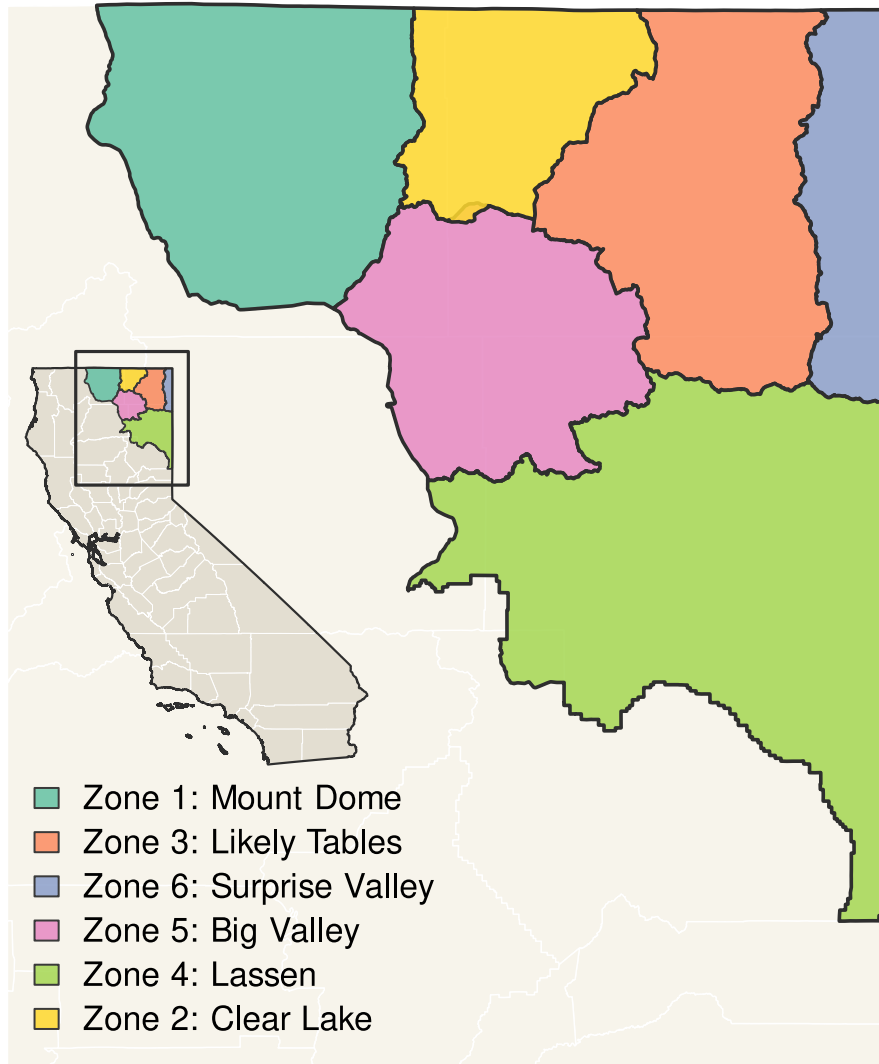 Zone 1: Mount Dome
Zone 3: Likely Tables
Zone 6: Surprise Valley
Zone 5: Big Valley
Zone 4: Lassen
Zone 2: Clear Lake